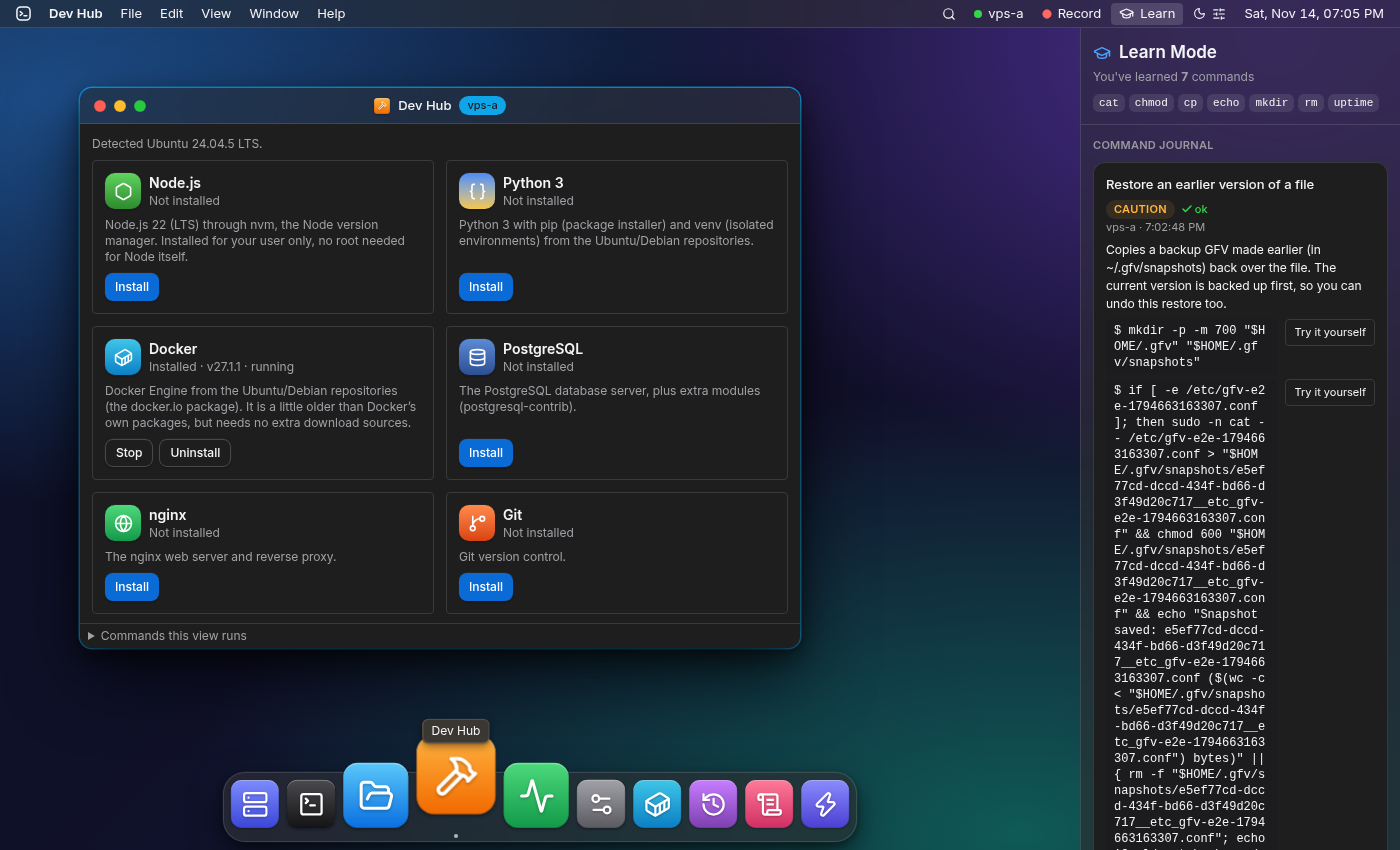 Dev Hub File Edit View Window Help vps-a Record Learn Sat, Nov 14, 07:05 PM
Dev Hub vps-a
Detected Ubuntu 24.04.5 LTS.
Node.js
Not installed
Node.js 22 (LTS) through nvm, the Node version
manager. Installed for your user only, no root needed
for Node itself.
Install
Python 3
Not installed
Python 3 with pip (package installer) and venv (isolated
environments) from the Ubuntu/Debian repositories.
Install
Docker
Installed · v27.1.1 · running
Docker Engine from the Ubuntu/Debian repositories
(the docker.io package). It is a little older than Docker’s
own packages, but needs no extra download sources.
Stop Uninstall
PostgreSQL
Not installed
The PostgreSQL database server, plus extra modules
(postgresql-contrib).
Install
nginx
Not installed
The nginx web server and reverse proxy.
Install
Git
Not installed
Git version control.
Install
Commands this view runs
Dev Hub
Learn Mode
You've learned 7 commands
cat chmod cp echo mkdir rm uptime
COMMAND JOURNAL
Restore an earlier version of a file
CAUTION ok
vps-a · 7:02:48 PM
Copies a backup GFV made earlier (in
~/.gfv/snapshots) back over the file. The
current version is backed up first, so you can
undo this restore too.
$ mkdir -p -m 700 "$H
OME/.gfv" "$HOME/.gf
v/snapshots"
Try it yourself
$ if [ -e /etc/gfv-e2
e-1794663163307.conf
]; then sudo -n cat -
- /etc/gfv-e2e-179466
3163307.conf > "$HOM
E/.gfv/snapshots/e5ef
77cd-dccd-434f-bd66-d
3f49d20c717__etc_gfv-
e2e-1794663163307.con
f" && chmod 600 "$HOM
E/.gfv/snapshots/e5ef
77cd-dccd-434f-bd66-d
3f49d20c717__etc_gfv-
e2e-1794663163307.con
f" && echo "Snapshot
saved: e5ef77cd-dccd-
434f-bd66-d3f49d20c71
7__etc_gfv-e2e-179466
3163307.conf ($(wc -c
< "$HOME/.gfv/snapsho
ts/e5ef77cd-dccd-434f
-bd66-d3f49d20c717__e
tc_gfv-e2e-1794663163
307.conf") bytes)" ||
{ rm -f "$HOME/.gfv/s
napshots/e5ef77cd-dcc
d-434f-bd66-d3f49d20c
717__etc_gfv-e2e-1794
663163307.conf"; echo
Try it yourself